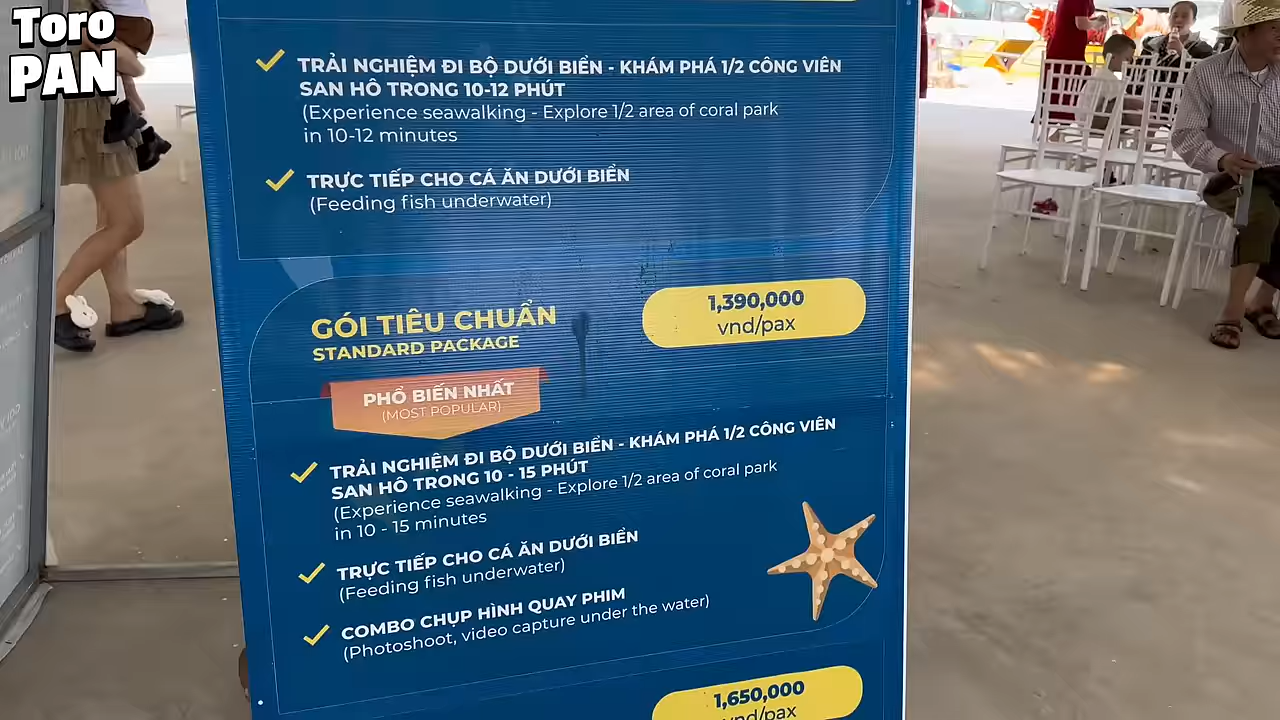 Toro
PAN
TRẢI NGHIỆM ĐI BỘ DƯỚI BIỂN - KHÁM PHÁ 1/2 CÔNG VIÊN
SAN HÔ TRONG 10-12 PHÚT
(Experience seawalking - Explore 1/2 area of coral park
in 10-12 minutes
TRỰC TIẾP CHO CÁ ĂN DƯỚI BIỂN
(Feeding fish underwater)
GÓI TIÊU CHUẨN
STANDARD PACKAGE
1,390,000
vnd/pax
PHỔ BIẾN NHẤT
(MOST POPULAR)
TRẢI NGHIỆM ĐI BỘ DƯỚI BIỂN - KHÁM PHÁ 1/2 CÔNG VIÊN
SAN HÔ TRONG 10 - 15 PHÚT
(Experience seawalking - Explore 1/2 area of coral park
in 10 - 15 minutes
TRỰC TIẾP CHO CÁ ĂN DƯỚI BIỂN
(Feeding fish underwater)
COMBO CHỤP HÌNH QUAY PHIM
(Photoshoot, video capture under the water)
1,650,000
vnd/pax